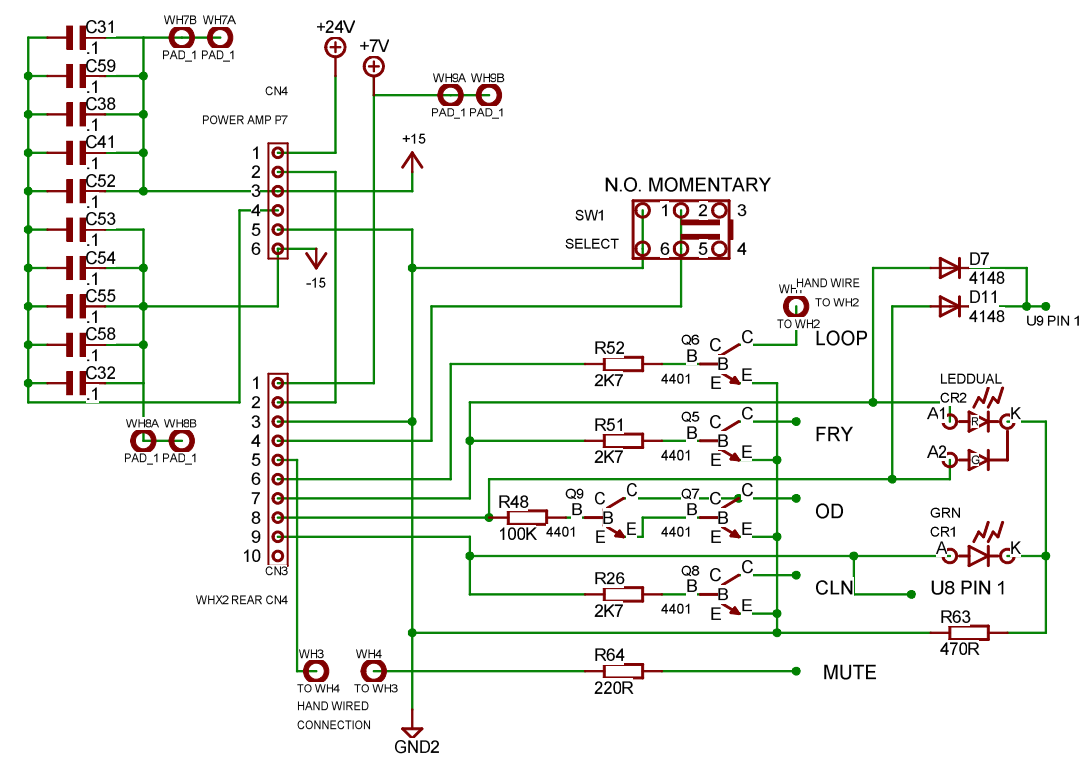 C31
.1
WH7B WH7A
PAD_1 PAD_1
C59
.1
C38
.1
C41
.1
C52
.1
C53
.1
C54
.1
C55
.1
C58
.1
C32
.1
WH8A WH8B
PAD_1 PAD_1
+24V
+7V
WH9A WH9B
PAD_1 PAD_1
CN4
POWER AMP P7
1
2
3
4
5
6
+15
-15
N.O. MOMENTARY
SW1
SELECT
1 2 3
6 5 4
HAND WIRE
TO WH2
WH1
TO WH2
LOOP
D7
4148
D11
4148
U9 PIN 1
1
2
3
4
5
6
7
8
9
10
CN3
WHX2 REAR CN4
R52
2K7
Q6
4401
B
B
C
C
E
E
R51
2K7
Q5
4401
B
B
C
C
E
E
FRY
LEDDUAL
CR2
A1
R
K
A2
G
R48
100K
Q9
4401
B
B
C
C
E
E
Q7
4401
B
B
C
C
E
E
OD
GRN
CR1
A
K
R26
2K7
Q8
4401
B
B
C
C
E
E
CLN
U8 PIN 1
R63
470R
WH3
TO WH4
WH4
TO WH3
HAND WIRED
CONNECTION
R64
220R
MUTE
GND2